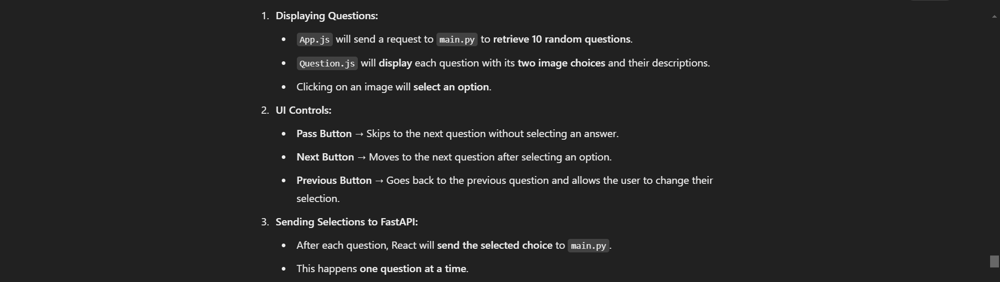 1. Displaying Questions:
• App.js will send a request to main.py to retrieve 10 random questions.
• Question.js will display each question with its two image choices and their descriptions.
• Clicking on an image will select an option.
2. UI Controls:
• Pass Button → Skips to the next question without selecting an answer.
• Next Button → Moves to the next question after selecting an option.
• Previous Button → Goes back to the previous question and allows the user to change their
selection.
3. Sending Selections to FastAPI:
• After each question, React will send the selected choice to main.py.
• This happens one question at a time.